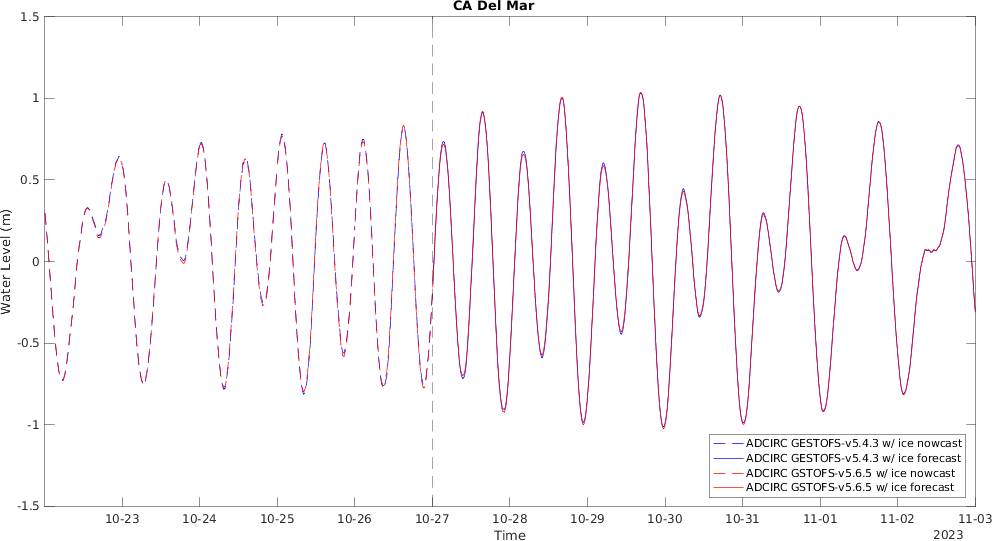 CA Del Mar
1.5
1
0.5
0
-0.5
-1
-1.5
Water Level (m)
10-23 10-24 10-25 10-26 10-27 10-28 10-29 10-30 10-31 11-01 11-02 11-03
Time
2023
ADCIRC GESTOFS-v5.4.3 w/ ice nowcast
ADCIRC GESTOFS-v5.4.3 w/ ice forecast
ADCIRC GSTOFS-v5.6.5 w/ ice nowcast
ADCIRC GSTOFS-v5.6.5 w/ ice forecast